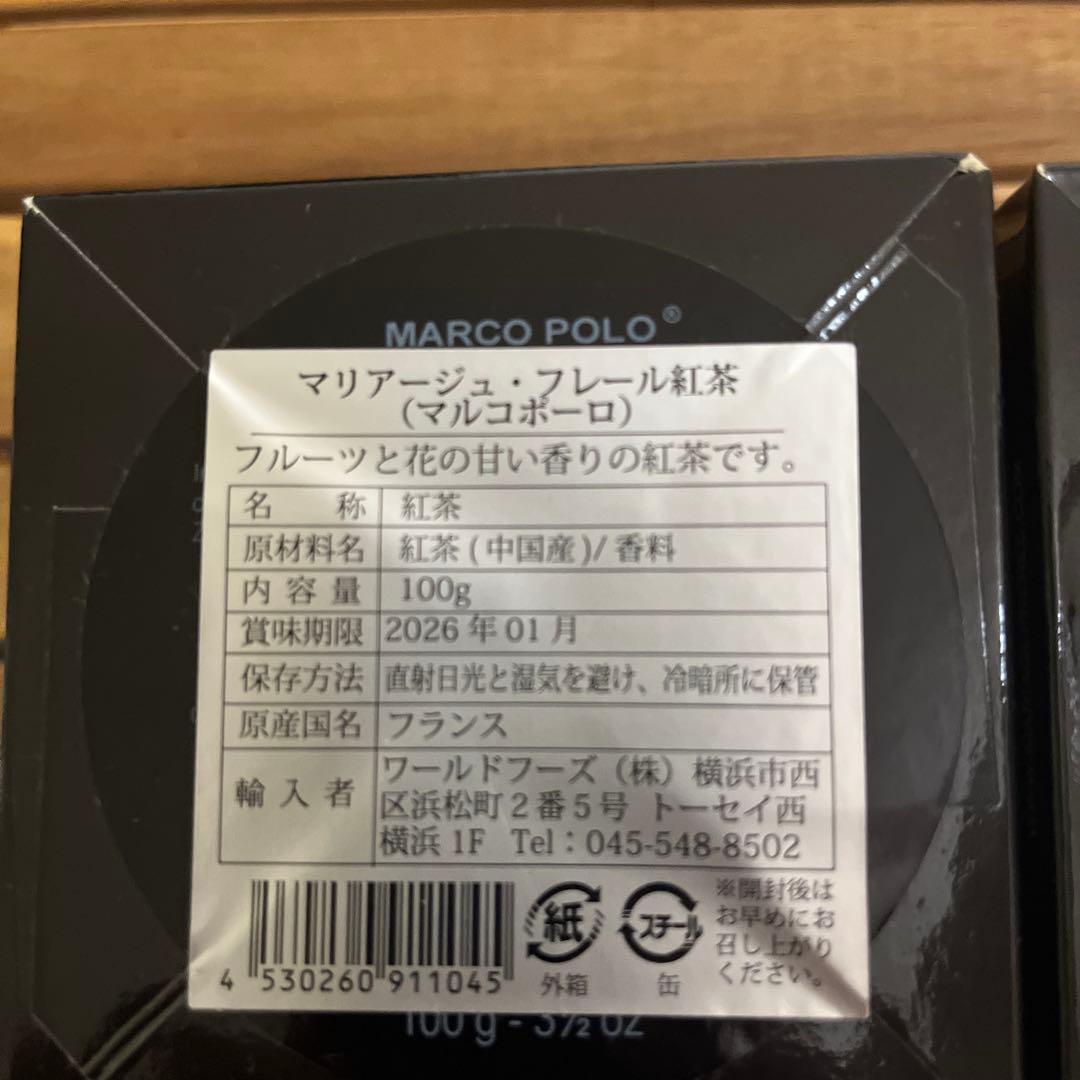 MARCO POLO®
マリアージュ・フレール紅茶
（マルコポーロ）
フルーツと花の甘い香りの紅茶です。
名称 紅茶
原材料名 紅茶(中国産)/香料
内容量 100g
賞味期限 2026年01月
保存方法 直射日光と湿気を避け、冷暗所に保管
原産国名 フランス
輸入者 ワールドフーズ（株）横浜市西
区浜松町2番5号 トーセイ西
横浜1F Tel：045-548-8502
紙
外箱
スチール
缶
※開封後は
お早めにお
召し上がり
ください。
4 530260 911045
100 g - 3½ oz